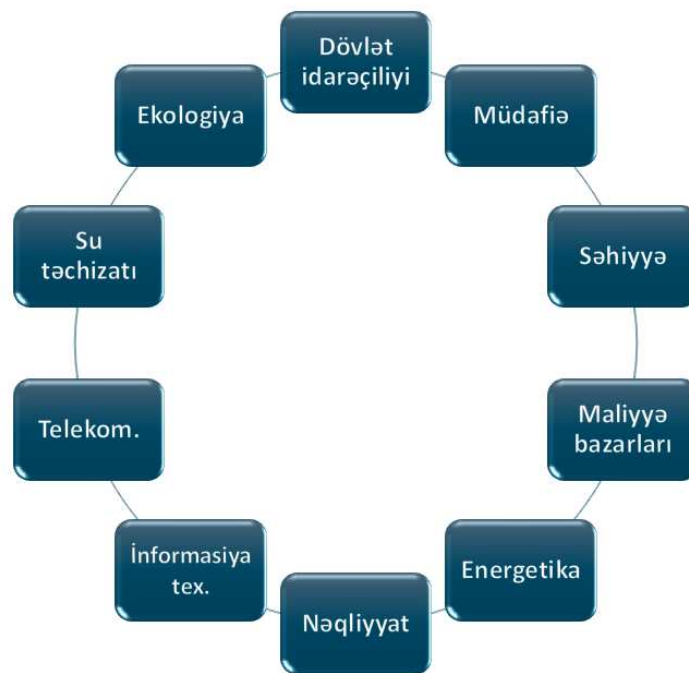 Dövlət
idarəçiliyi
Müdafiə
Səhiyyə
Maliyyə
bazarları
Energetika
Nəqliyyat
İnformasiya
tex.
Telekom.
Su
təchizatı
Ekologiya